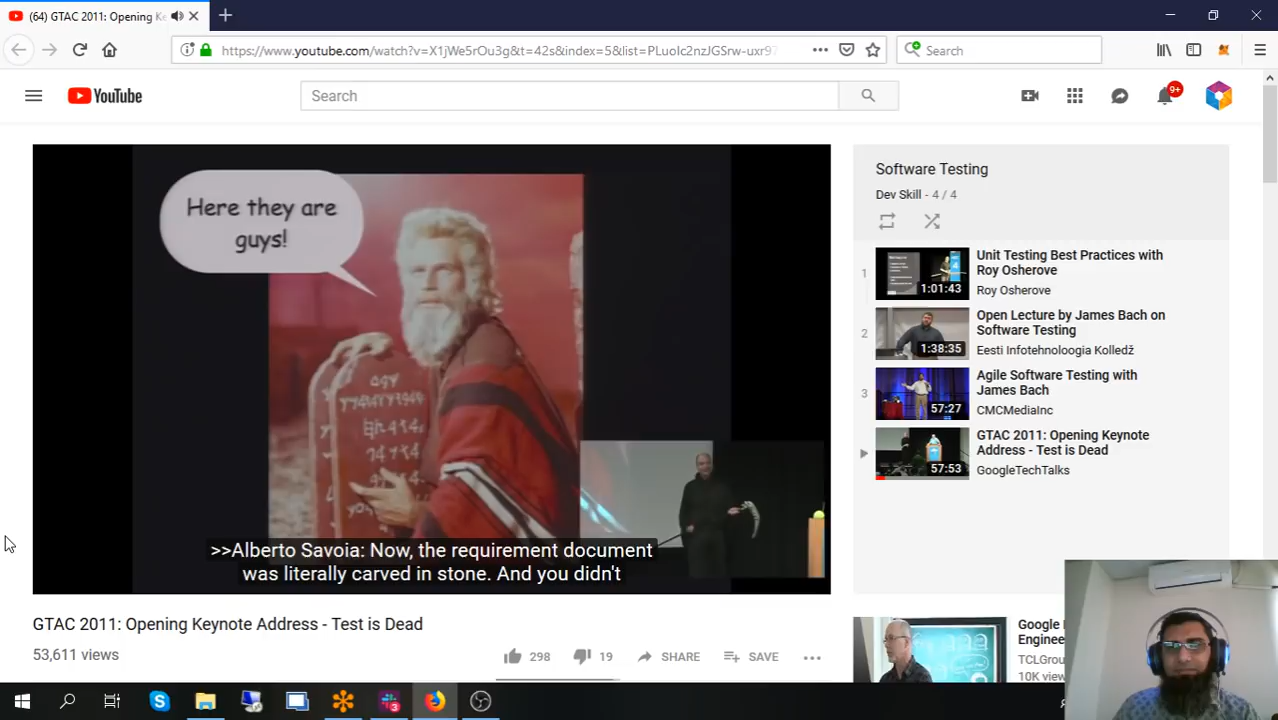 (64) GTAC 2011: Opening Ke
https://www.youtube.com/watch?v=X1jWe5rOu3g&t=42s&index=5&list=PLuoIc2nzJGSrw-uxr97
Search
YouTube
Search
9+
Here they are
guys!
>>Alberto Savoia: Now, the requirement document
was literally carved in stone. And you didn't
GTAC 2011: Opening Keynote Address - Test is Dead
53,611 views
298
19
SHARE
SAVE
Software Testing
Dev Skill - 4 / 4
1
1:01:43
Unit Testing Best Practices with
Roy Osherove
Roy Osherove
2
1:38:35
Open Lecture by James Bach on
Software Testing
Eesti Infotehnoloogia Kolledž
3
57:27
Agile Software Testing with
James Bach
CMCMediaInc
57:53
GTAC 2011: Opening Keynote
Address - Test is Dead
GoogleTechTalks
Google
Engine
TCLGrou
10K view
3